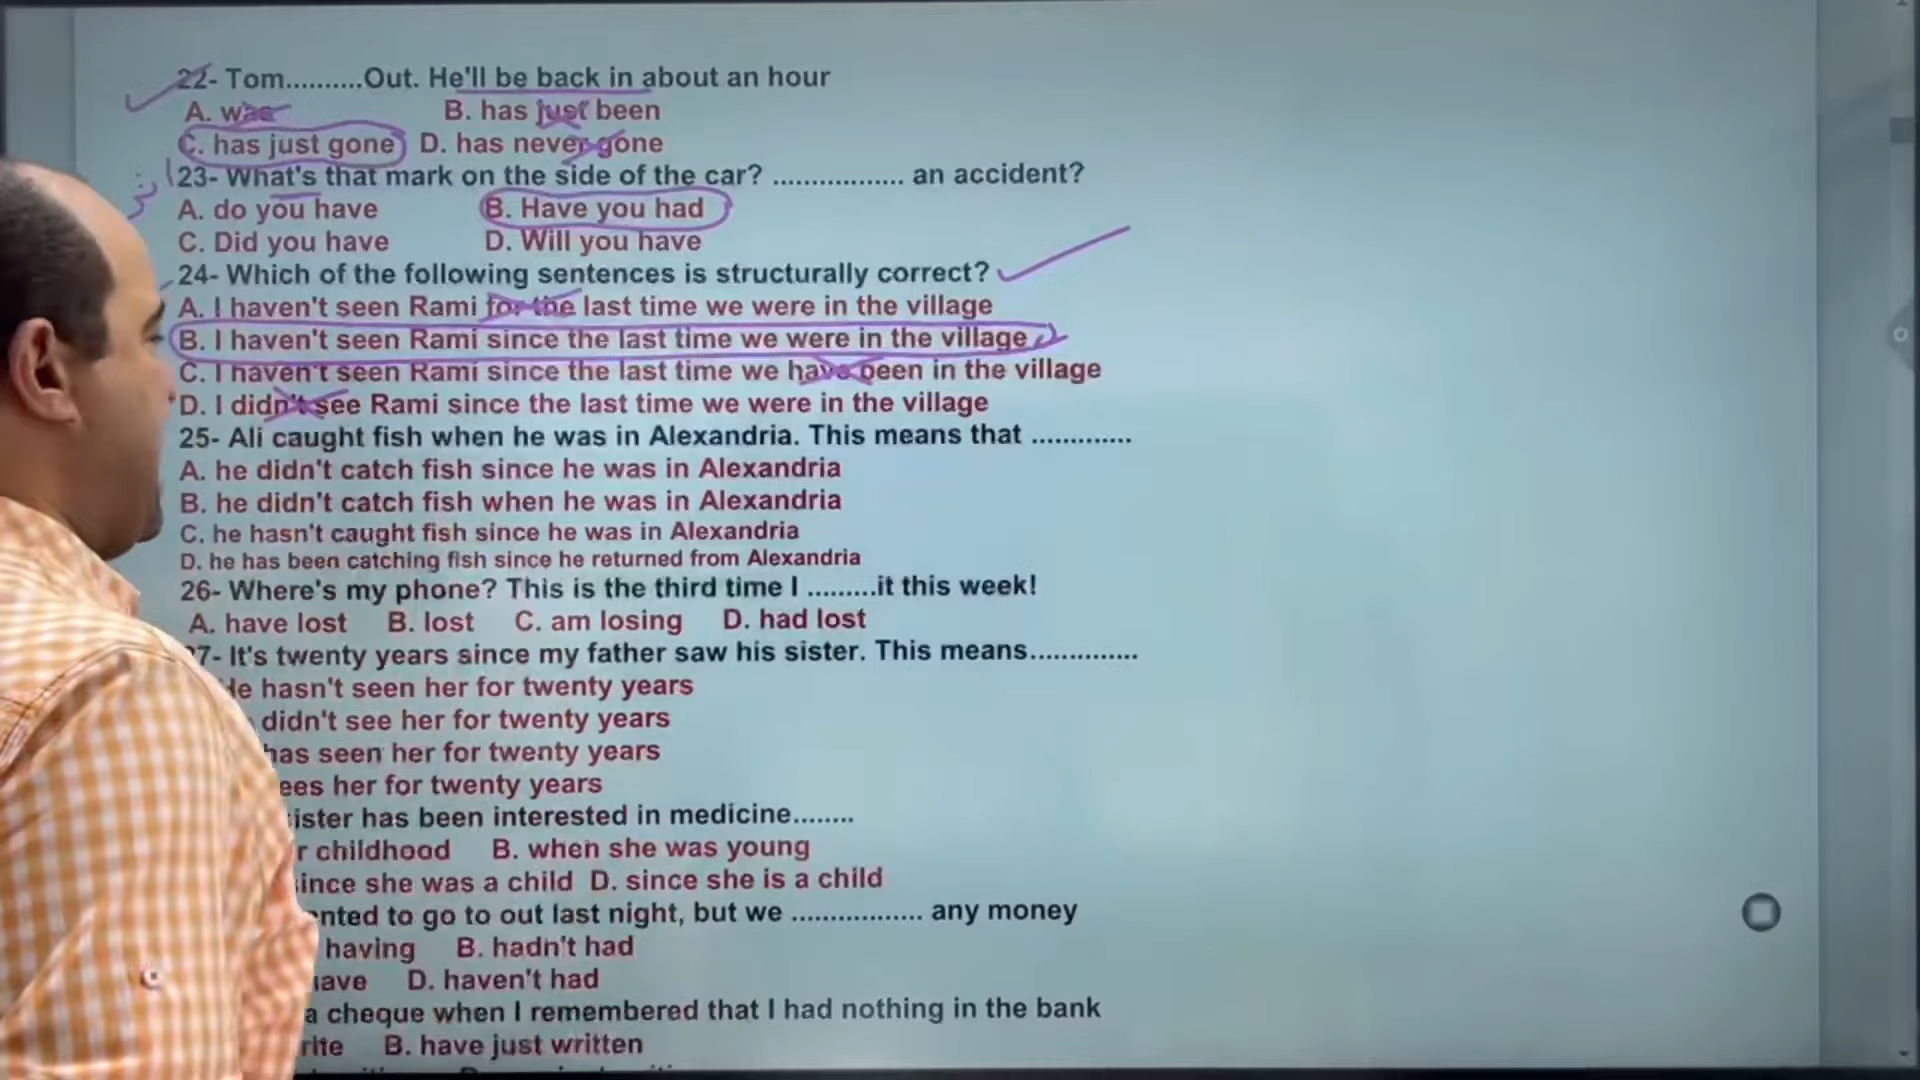 22- Tom..........Out. He'll be back in about an hour
A. was B. has just been
C. has just gone D. has never gone
23- What's that mark on the side of the car? ................. an accident?
A. do you have B. Have you had
C. Did you have D. Will you have
24- Which of the following sentences is structurally correct?
A. I haven't seen Rami for the last time we were in the village
B. I haven't seen Rami since the last time we were in the village
C. I haven't seen Rami since the last time we have been in the village
D. I didn't see Rami since the last time we were in the village
25- Ali caught fish when he was in Alexandria. This means that .............
A. he didn't catch fish since he was in Alexandria
B. he didn't catch fish when he was in Alexandria
C. he hasn't caught fish since he was in Alexandria
D. he has been catching fish since he returned from Alexandria
26- Where's my phone? This is the third time I .........it this week!
A. have lost B. lost C. am losing D. had lost
7- It's twenty years since my father saw his sister. This means..............
He hasn't seen her for twenty years
didn't see her for twenty years
has seen her for twenty years
her for twenty years
has been interested in medicine........
childhood B. when she was young
since she was a child D. since she is a child
to go to out last night, but we ................. any money
having B. hadn't had
D. haven't had
a cheque when I remembered that I had nothing in the bank
B. have just written